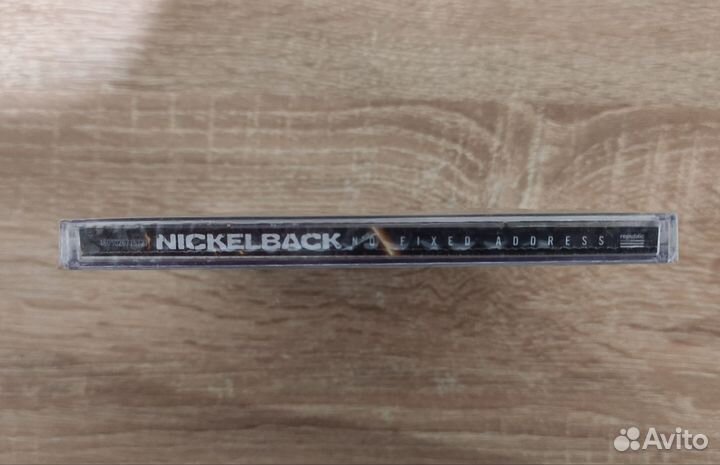 NICKELBACK NO FIXED ADDRESS republic
Avito